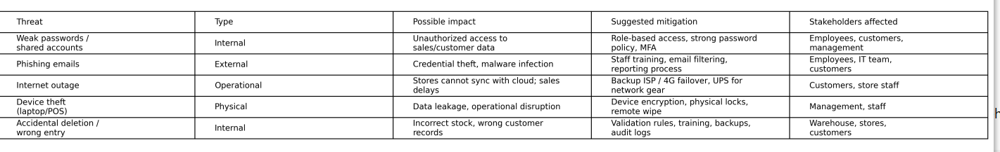 Threat Type Possible impact Suggested mitigation Stakeholders affected
Weak passwords /
shared accounts
Internal
Unauthorized access to
sales/customer data
Role-based access, strong password
policy, MFA
Employees, customers,
management
Phishing emails
External
Credential theft, malware infection
Staff training, email filtering,
reporting process
Employees, IT team,
customers
Internet outage
Operational
Stores cannot sync with cloud; sales
delays
Backup ISP / 4G failover, UPS for
network gear
Customers, store staff
Device theft
(laptop/POS)
Physical
Data leakage, operational disruption
Device encryption, physical locks,
remote wipe
Management, staff
Accidental deletion /
wrong entry
Internal
Incorrect stock, wrong customer
records
Validation rules, training, backups,
audit logs
Warehouse, stores,
customers